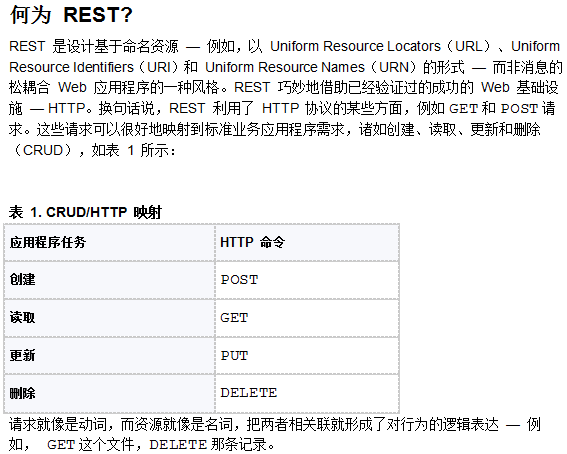 何为 REST?
REST 是设计基于命名资源 — 例如，以 Uniform Resource Locators（URL）、Uniform
Resource Identifiers（URI）和 Uniform Resource Names（URN）的形式 — 而非消息的
松耦合 Web 应用程序的一种风格。REST 巧妙地借助已经验证过的成功的 Web 基础设
施 — HTTP。换句话说，REST 利用了 HTTP 协议的某些方面，例如 GET 和 POST 请
求。这些请求可以很好地映射到标准业务应用程序需求，诸如创建、读取、更新和删除
（CRUD），如表 1 所示：
表 1. CRUD/HTTP 映射
应用程序任务 HTTP 命令
创建 POST
读取 GET
更新 PUT
删除 DELETE
请求就像是动词，而资源就像是名词，把两者相关联就形成了对行为的逻辑表达 — 例
如， GET 这个文件，DELETE 那条记录。